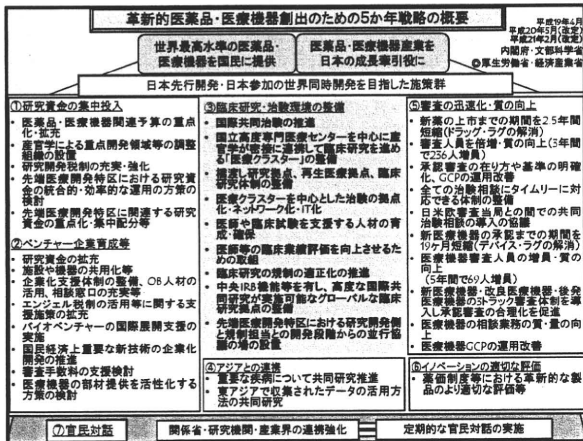 革新的医薬品・医療機器創出のための5か年戦略の概要
平成19年4月
平成20年5月(改定)
平成21年2月(改定)
内閣府・文部科学省
◎厚生労働省・経済産業省
世界最高水準の医薬品・
医療機器を国民に提供
医薬品・医療機器産業を
日本の成長牽引役に
日本先行開発・日本参加の世界同時開発を目指した施策群
①研究資金の集中投入
・ 医薬品・医療機器関連予算の重点
化・拡充
・ 産官学による重点開発領域等の調整
組織の設置
・ 研究開発税制の充実・強化
・ 先端医療開発特区における研究資金
の統合的・効率的な運用の方策の
検討
・ 先端医療開発特区に関連する研究資
金の重点化・集中配分等
②ベンチャー企業育成等
・ 研究資金の拡充
・ 施設や機器の共用化等
・ 企業化支援体制の整備、OB人材の
活用、相談窓口の充実等
・ エンジェル税制の活用等に関する支
援施策の拡充
・ バイオベンチャーの国際展開支援の
実施
・ 国民経済上重要な新技術の企業化
開発の推進
・ 審査手数料の支援検討
・ 医療機器の部材提供を活性化する
方策の検討
③臨床研究・治験環境の整備
・ 国際共同治験の推進
・ 国立高度専門医療センターを中心に産
官学が密接に連携して臨床研究を進め
る「医療クラスター」の整備
・ 橋渡し研究拠点、再生医療拠点、臨床
研究体制の整備
・ 医療クラスターを中心とした治験の拠点
化・ネットワーク化・IT化
・ 医師や臨床試験を支援する人材の育
成・確保
・ 医師等の臨床業績評価を向上させるた
めの取組
・ 臨床研究の規制の適正化の推進
・ 中央IRB機能等を有し、高度な国際共
同研究が実施可能なグローバルな臨床
研究拠点の整備
・ 先端医療開発特区における研究開発側
と規制担当との開発段階からの並行協
議の場の設置
④アジアとの連携
・ 重要な疾病について共同研究推進
・ 東アジアで収集されたデータの活用方
法の共同研究
⑤審査の迅速化・質の向上
・ 新薬の上市までの期間を2.5年間
短縮(ドラッグ・ラグの解消)
・ 審査人員を倍増・質の向上(3年間
で236人増員)
・ 承認審査の在り方や基準の明確
化、GCPの運用改善
・ 全ての治験相談にタイムリーに対
応できる体制の整備
・ 日米欧審査当局との間での共同
治験相談の導入の協議
・ 新医療機器の承認までの期間を
19ヶ月短縮(デバイス・ラグの解消)
・ 医療機器審査人員の増員・質の向
上
(5年間で69人増員)
・ 新医療機器・改良医療機器・後発
医療機器の3トラック審査体制を導
入し承認審査の合理化を促進
・ 医療機器の相談業務の質・量の向
上
・ 医療機器GCPの運用改善
⑥イノベーションの適切な評価
・ 薬価制度等における革新的な製
品のより適切な評価等
⑦官民対話
関係省・研究機関・産業界の連携強化
定期的な官民対話の実施